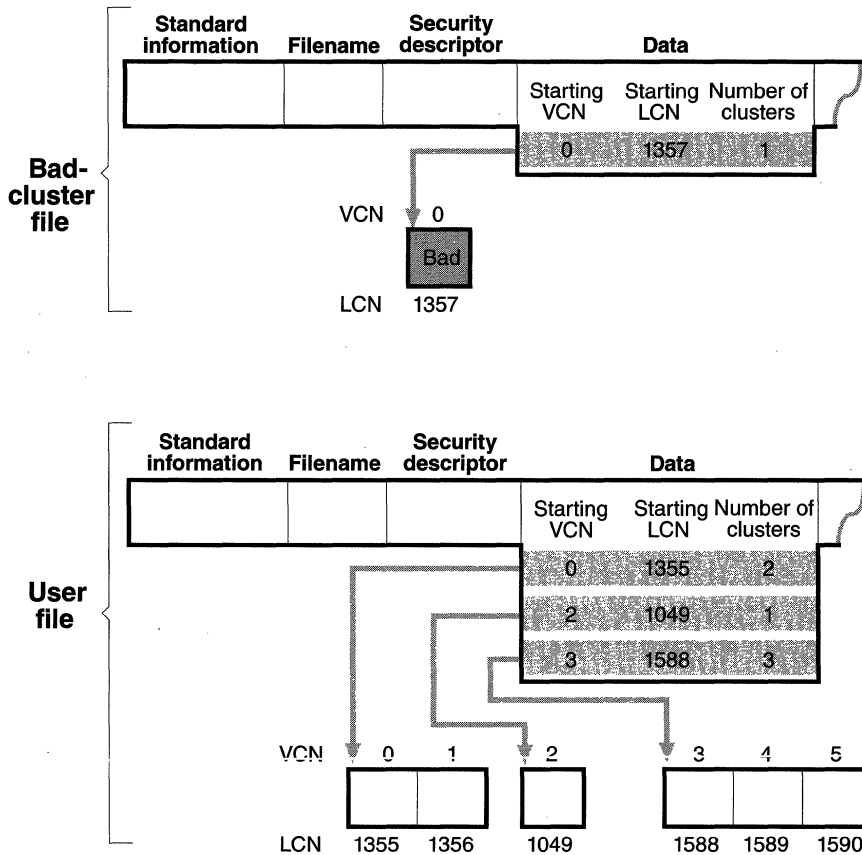 Standard information Filename Security descriptor Data
Starting VCN Starting LCN Number of clusters
0 1357 1
Bad-cluster file
VCN 0
Bad
LCN 1357
Standard information Filename Security descriptor Data
Starting VCN Starting LCN Number of clusters
0 1355 2
2 1049 1
3 1588 3
User file
VCN 0 1 2 3 4 5
LCN 1355 1356 1049 1588 1589 1590